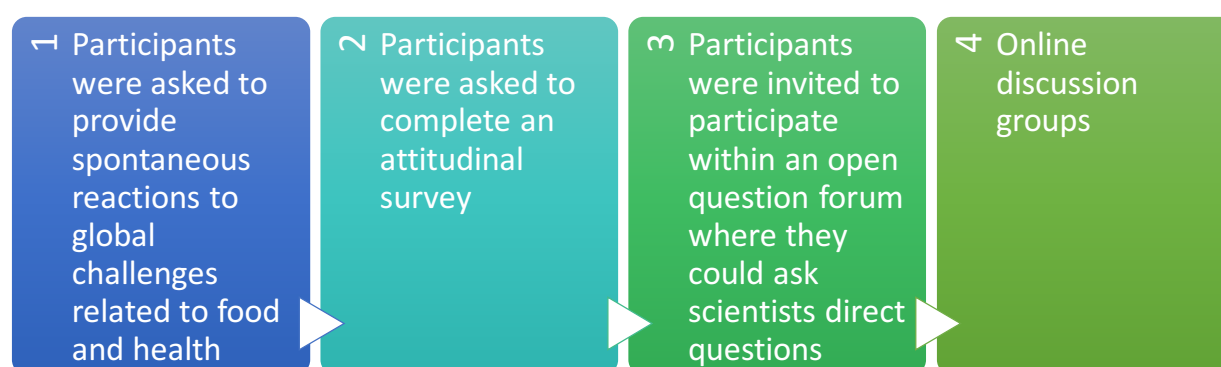 1
Participants
were asked to
provide
spontaneous
reactions to
global
challenges
related to food
and health
2
Participants
were asked to
complete an
attitudinal
survey
3
Participants
were invited to
participate
within an open
question forum
where they
could ask
scientists direct
questions
4
Online
discussion
groups